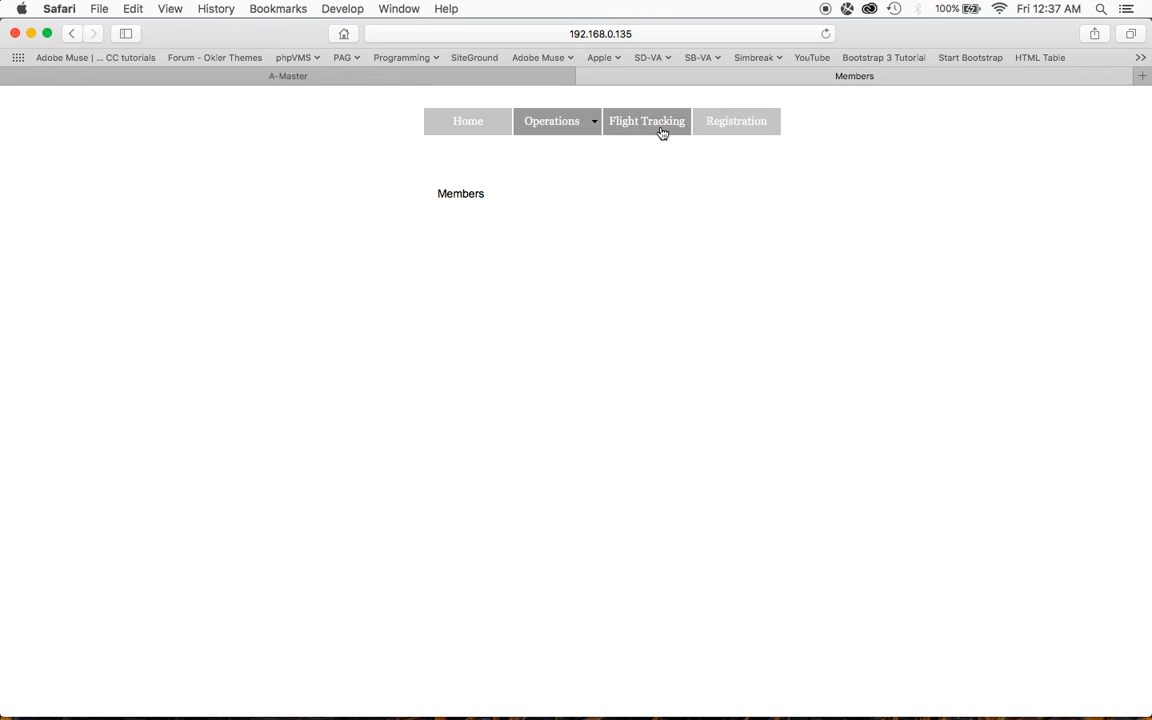 Safari File Edit View History Bookmarks Develop Window Help 100% Fri 12:37 AM
192.168.0.135
Adobe Muse | ... CC tutorials Forum - Okler Themes phpVMS PAG Programming SiteGround Adobe Muse Apple SD-VA SB-VA Simbreak YouTube Bootstrap 3 Tutorial Start Bootstrap HTML Table >>
A-Master Members +
Home Operations Flight Tracking Registration
Members